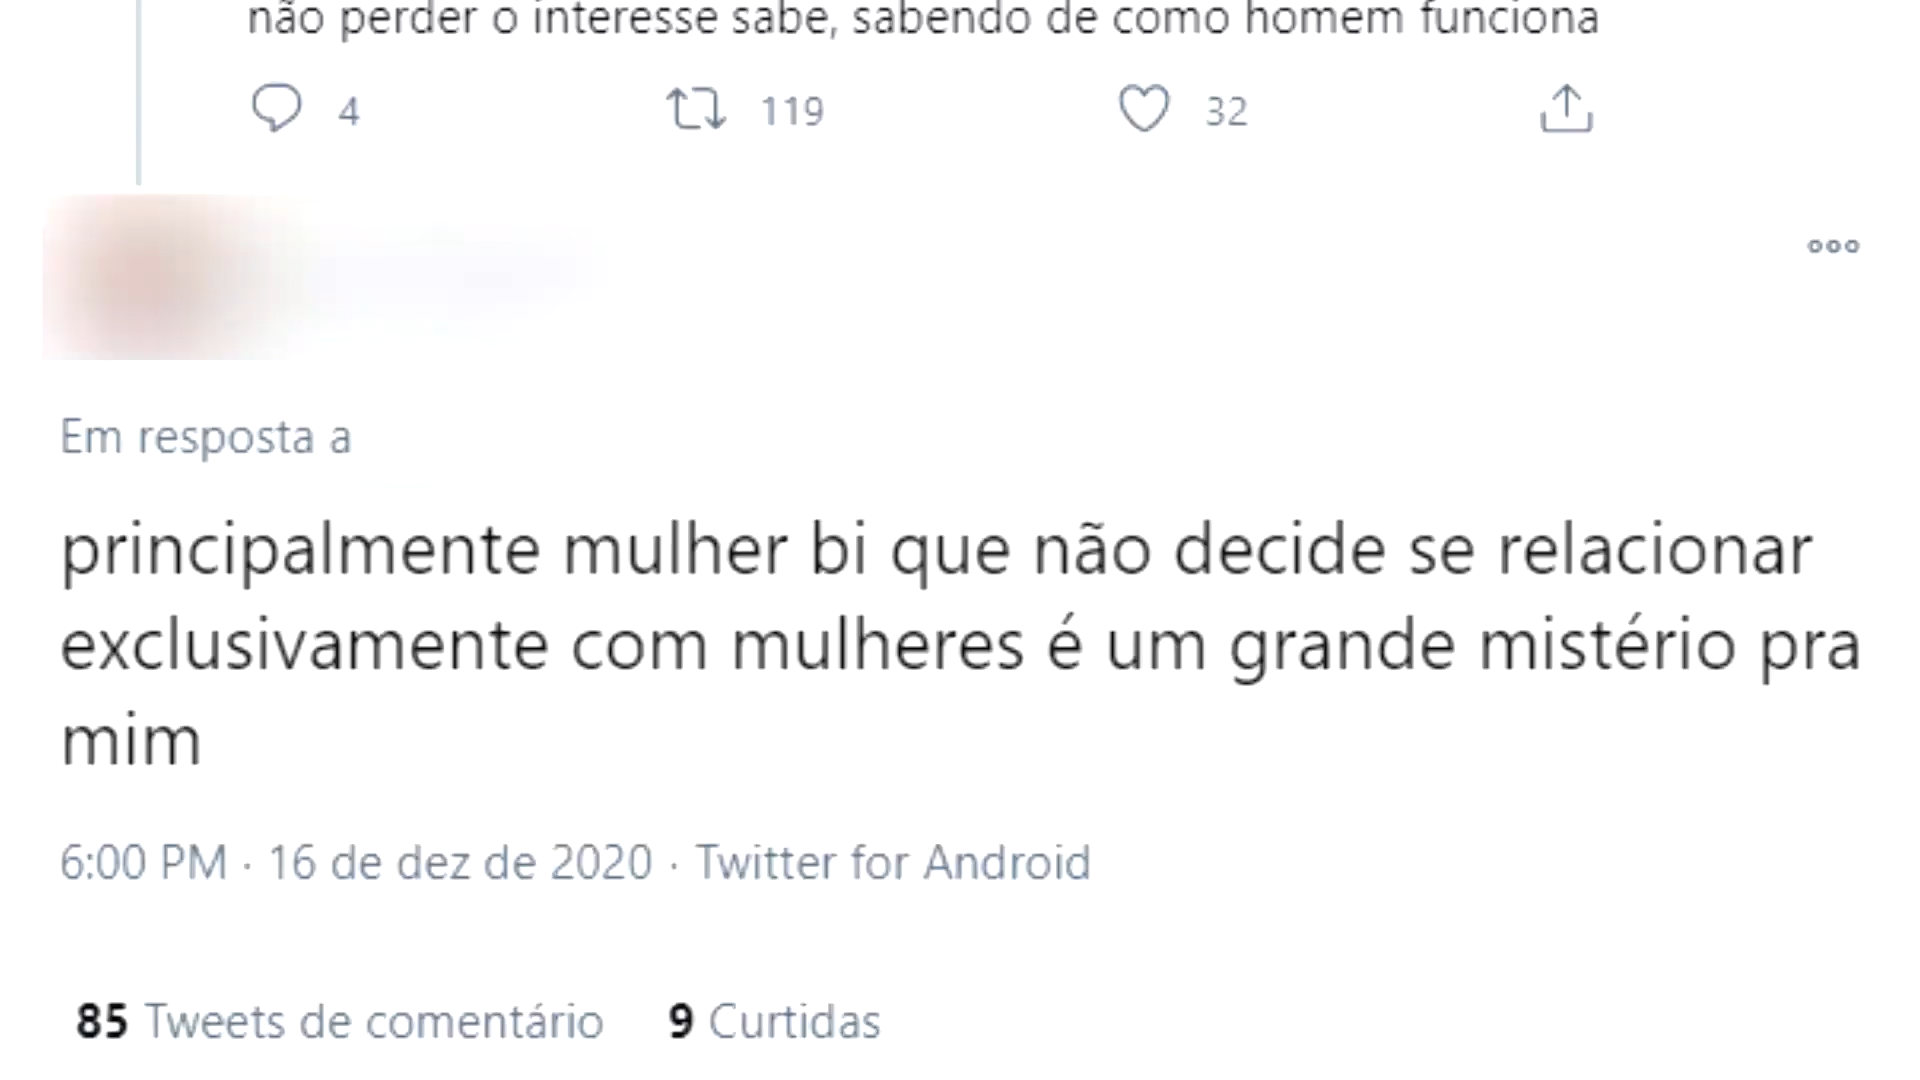 não perder o interesse sabe, sabendo de como homem funciona
4 119 32
Em resposta a
principalmente mulher bi que não decide se relacionar
exclusivamente com mulheres é um grande mistério pra
mim
6:00 PM · 16 de dez de 2020 · Twitter for Android
85 Tweets de comentário 9 Curtidas